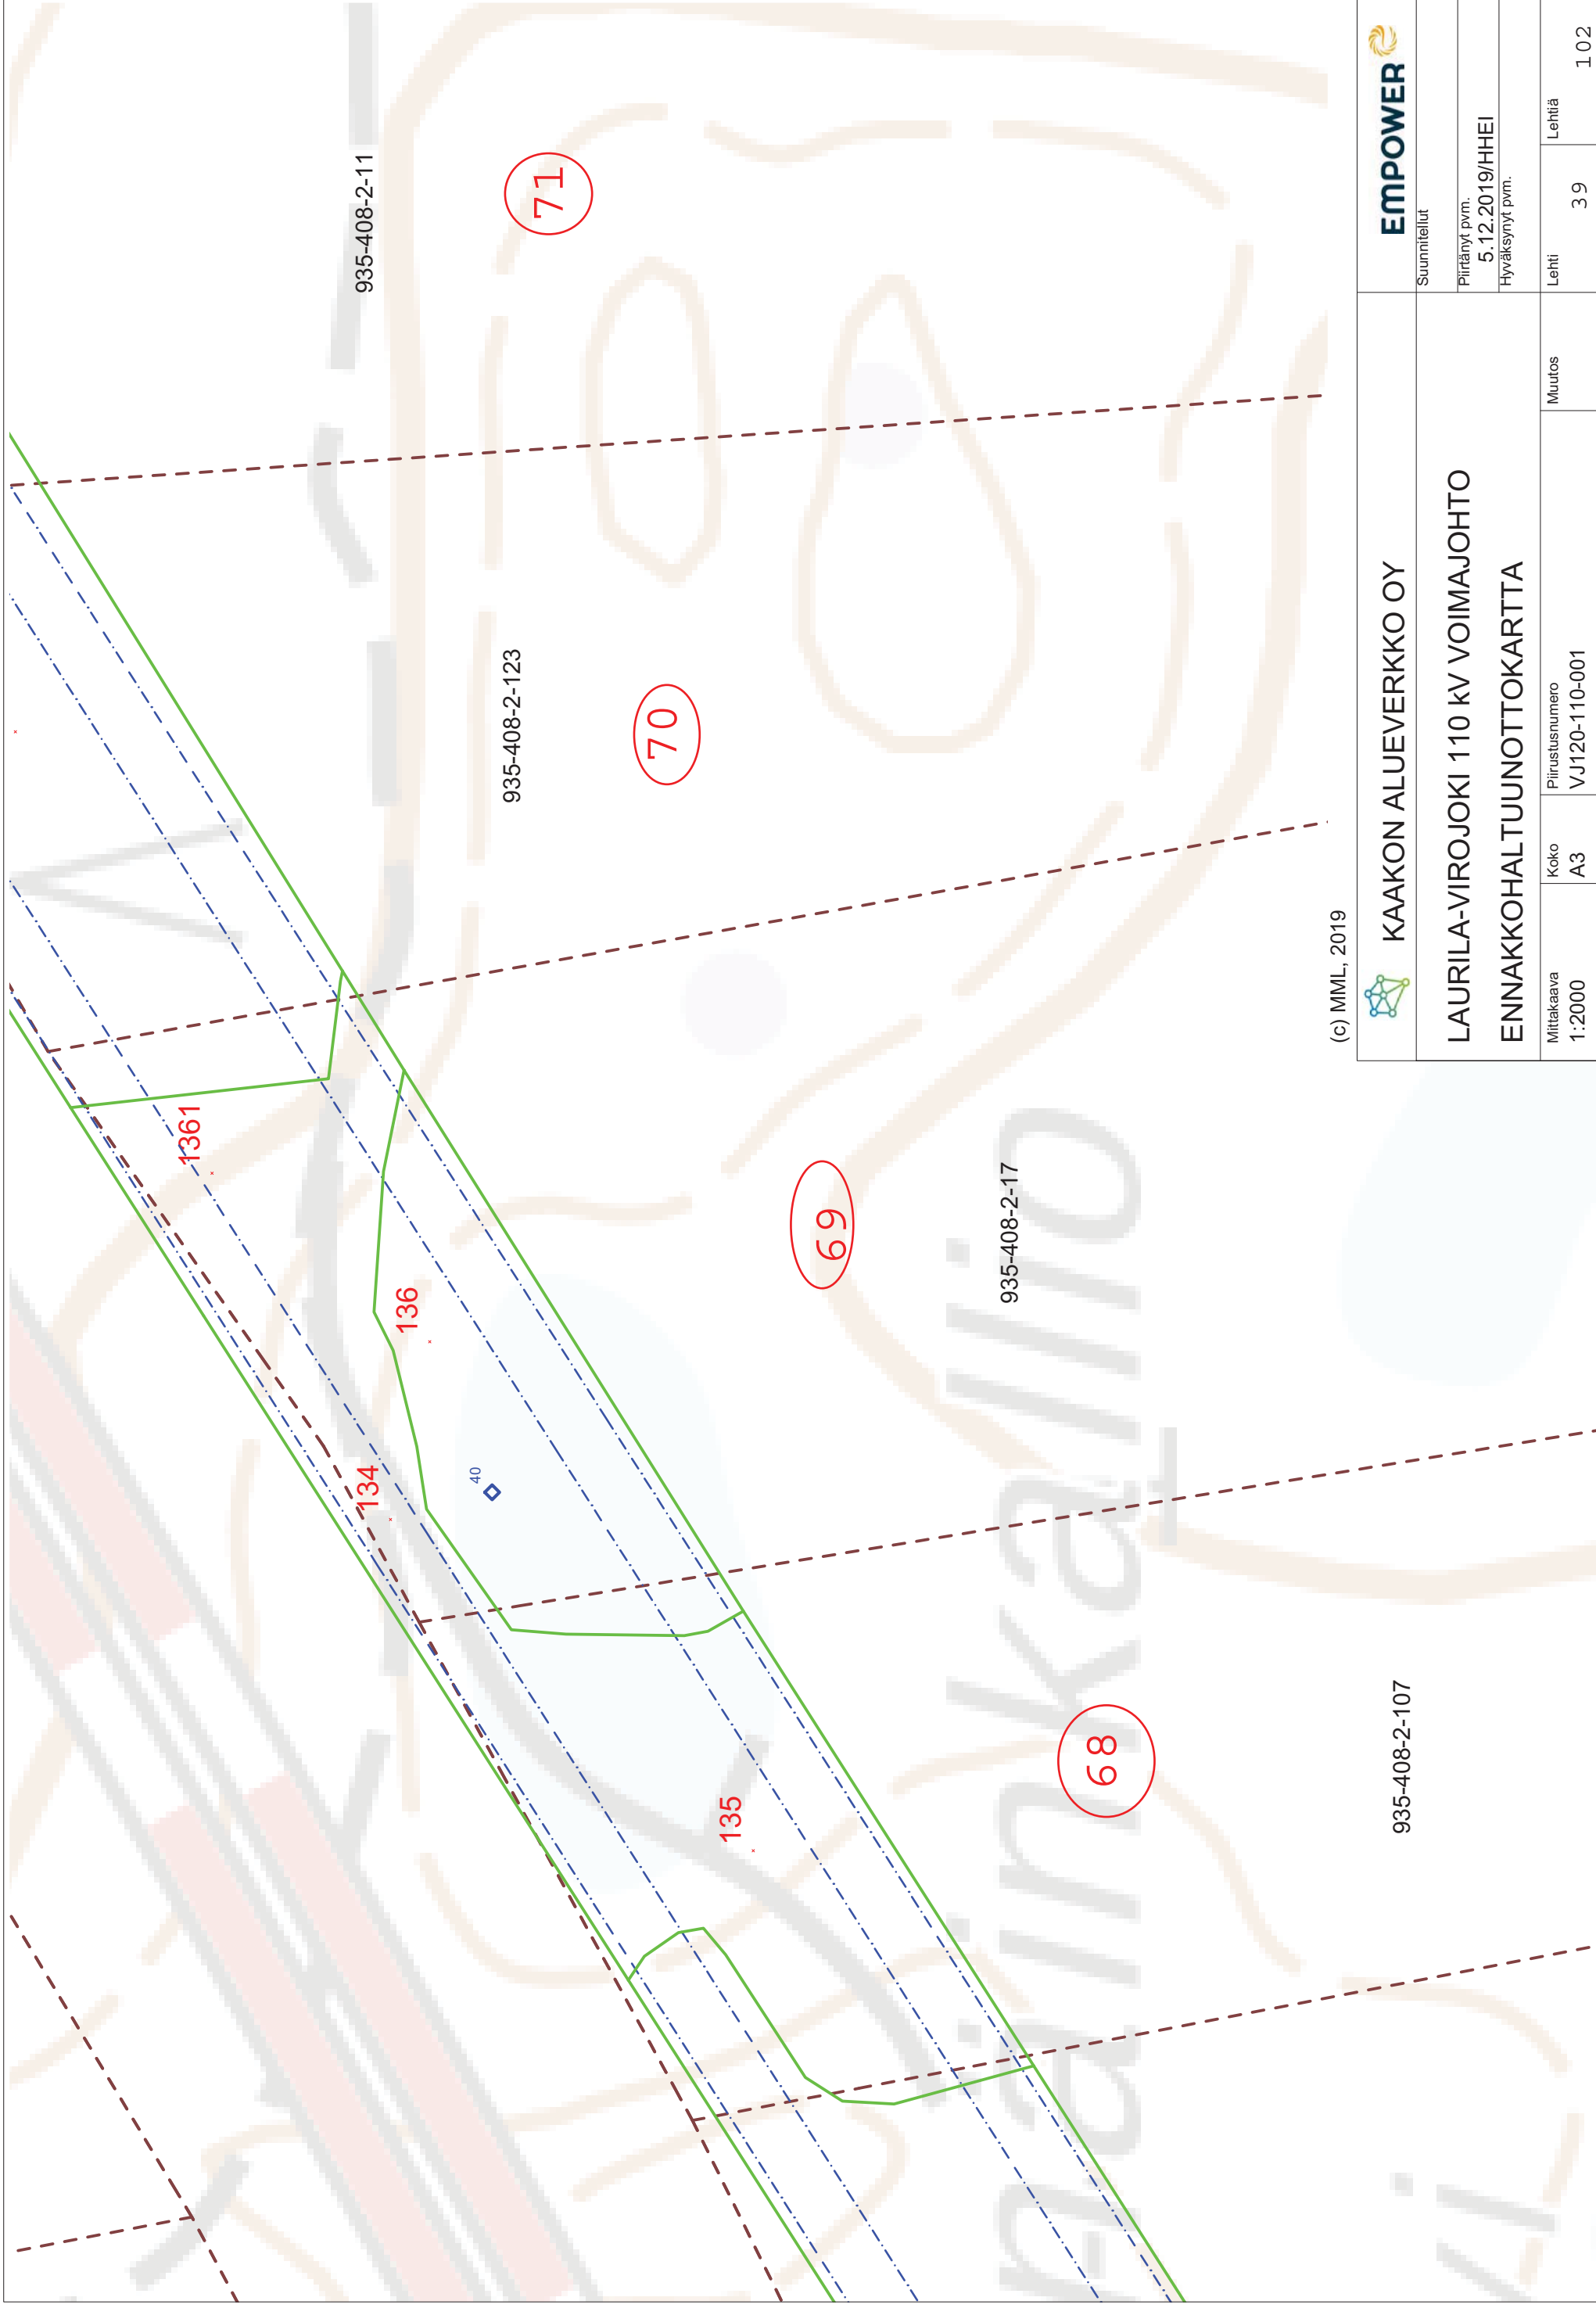 935-408-2-11
71
935-408-2-123
70
1361
136
134
40
69
935-408-2-17
135
68
935-408-2-107
(c) MML, 2019
KAAKON ALUEVERKKO OY
EMPOWER
LAURILA-VIROJOKI 110 kV VOIMAJOHTO
ENNAKKOHALTUUNOTTOKARTTA
Suunnitellut
Piirtänyt pvm.
5.12.2019/HHEI
Hyväksynyt pvm.
Mittakaava
1:2000
Koko
A3
Piirustusnumero
VJ120-110-001
Muutos
Lehti
39
Lehtiä
102